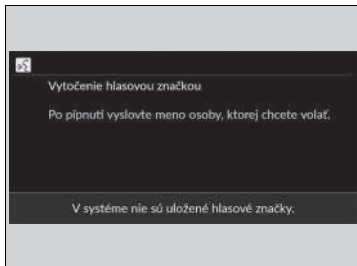 Vytočenie hlasovou značkou
Po pípnutí vyslovte meno osoby, ktorej chcete volať.
V systéme nie sú uložené hlasové značky.